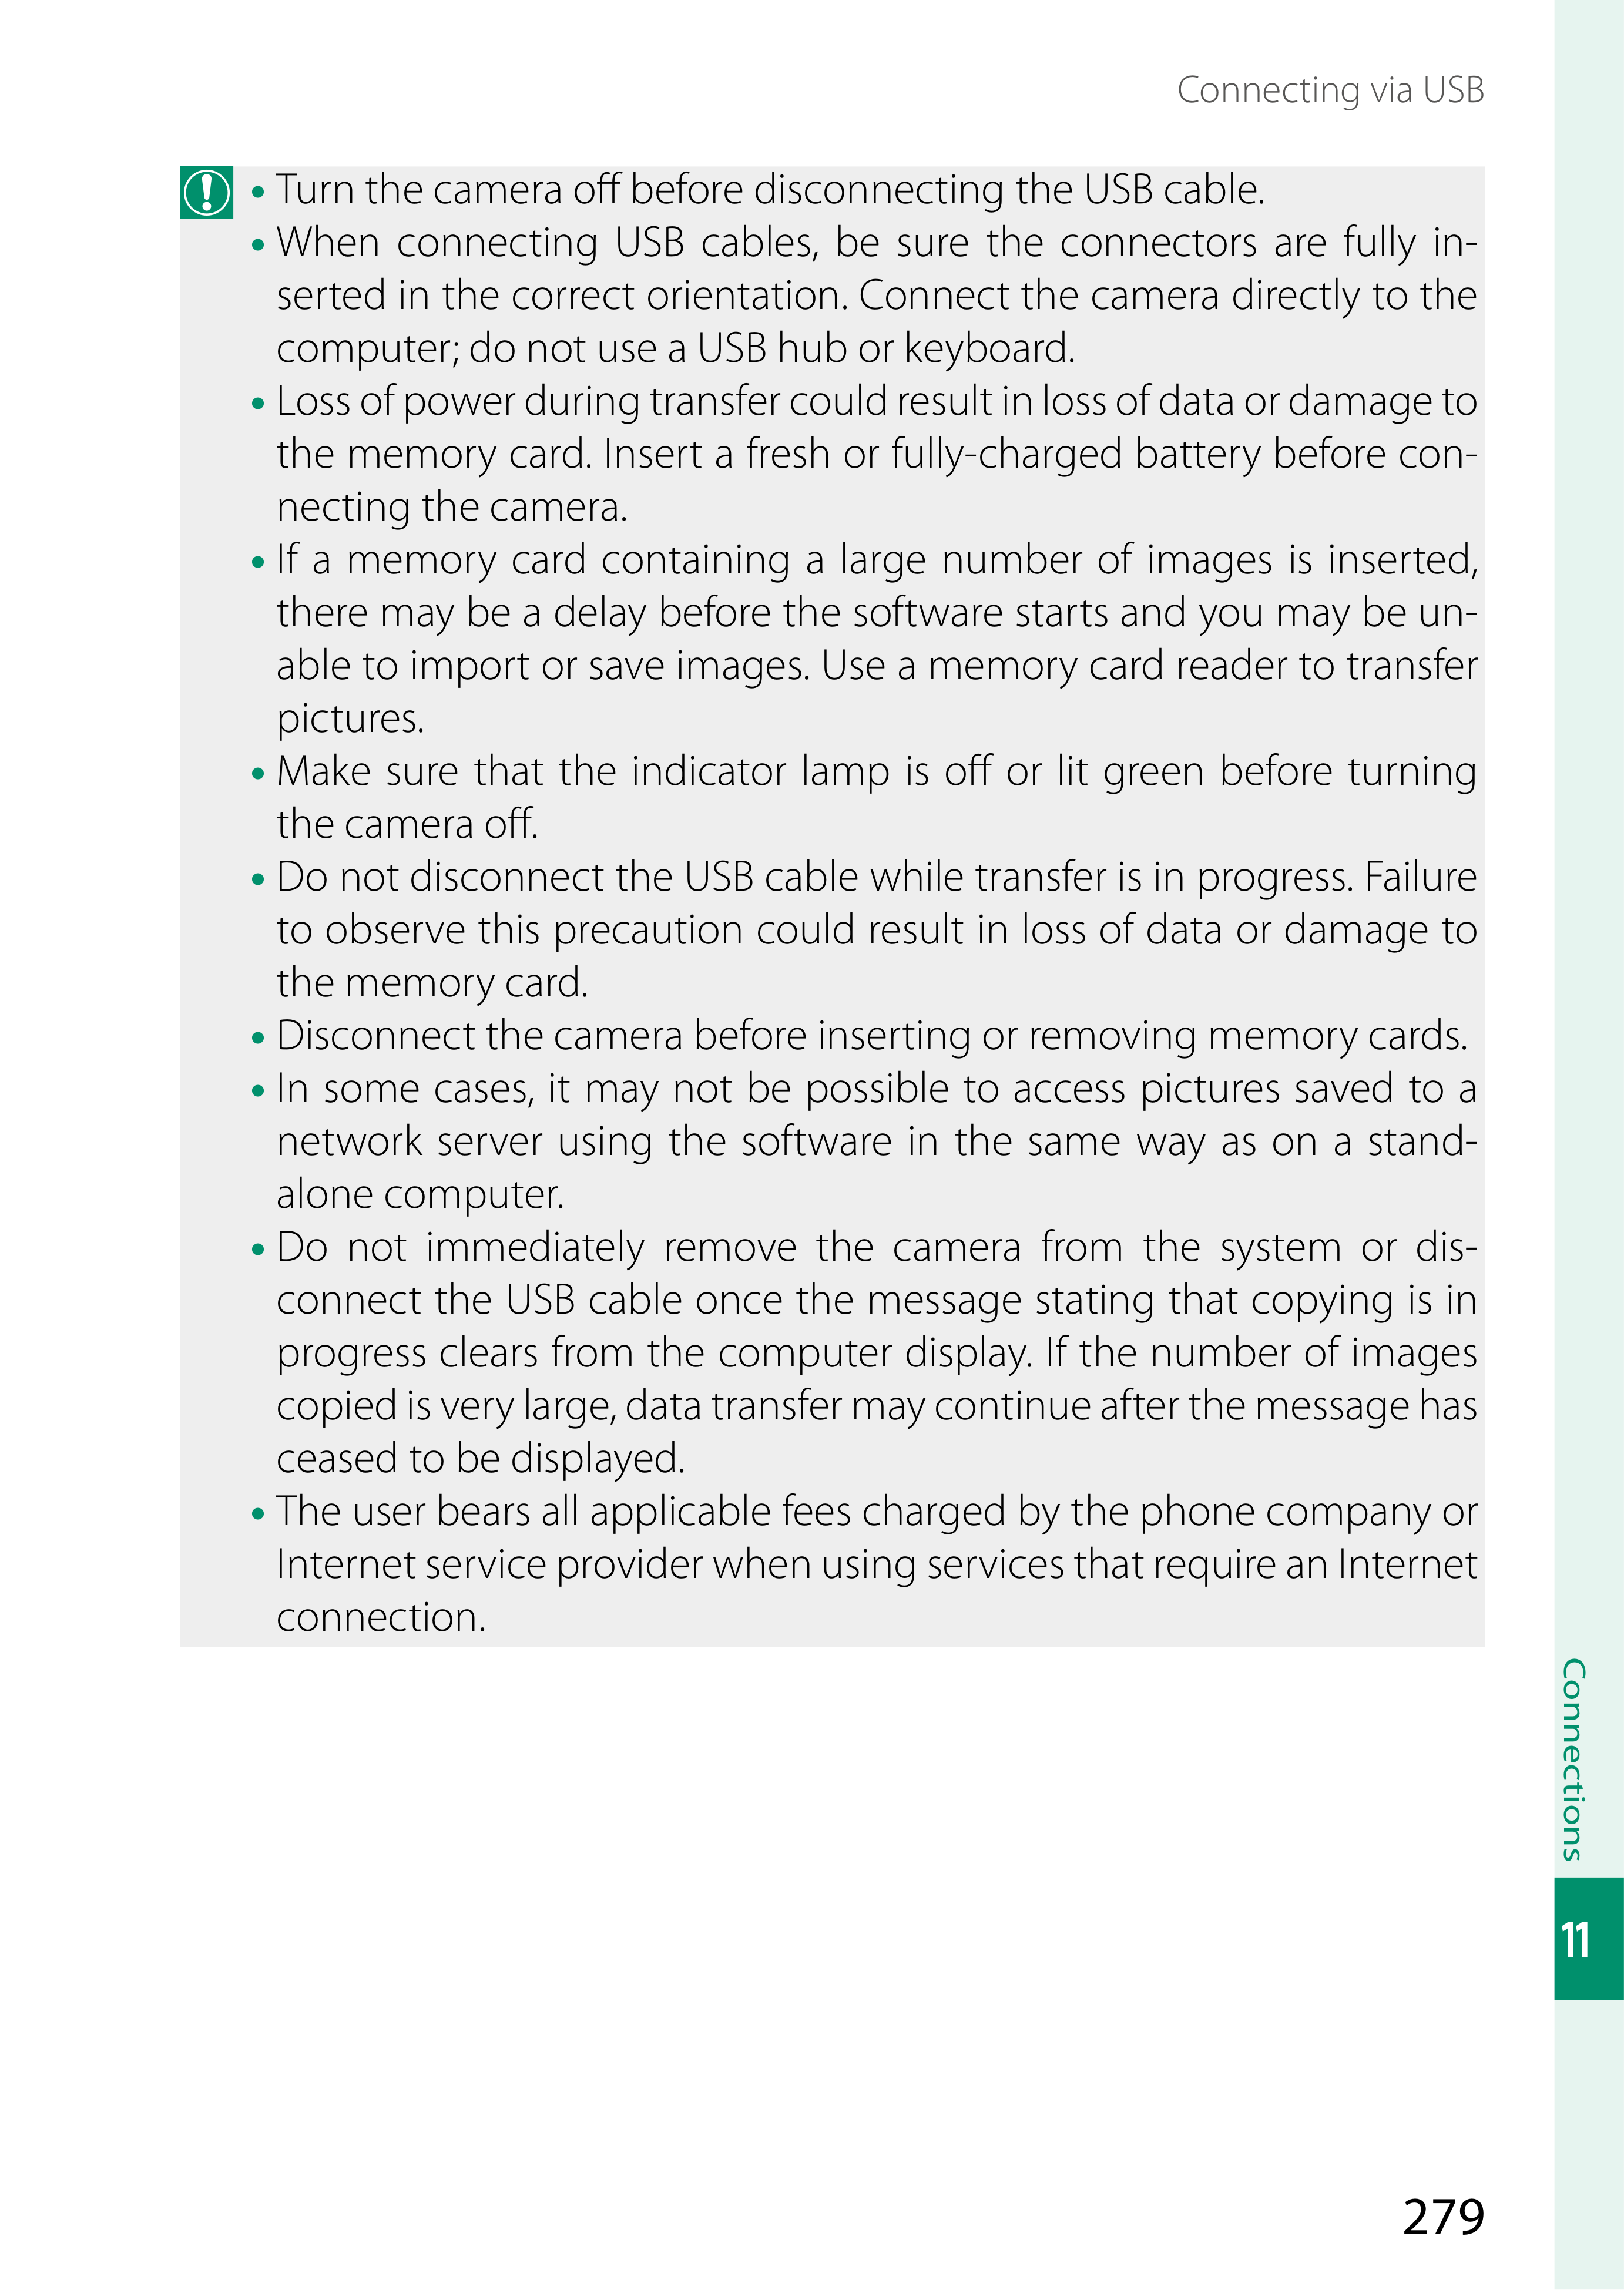 Connecting via USB
• Turn the camera off before disconnecting the USB cable.
• When connecting USB cables, be sure the connectors are fully in-
serted in the correct orientation. Connect the camera directly to the
computer; do not use a USB hub or keyboard.
• Loss of power during transfer could result in loss of data or damage to
the memory card. Insert a fresh or fully-charged battery before con-
necting the camera.
• If a memory card containing a large number of images is inserted,
there may be a delay before the software starts and you may be un-
able to import or save images. Use a memory card reader to transfer
pictures.
• Make sure that the indicator lamp is off or lit green before turning
the camera off.
• Do not disconnect the USB cable while transfer is in progress. Failure
to observe this precaution could result in loss of data or damage to
the memory card.
• Disconnect the camera before inserting or removing memory cards.
• In some cases, it may not be possible to access pictures saved to a
network server using the software in the same way as on a stand-
alone computer.
• Do not immediately remove the camera from the system or dis-
connect the USB cable once the message stating that copying is in
progress clears from the computer display. If the number of images
copied is very large, data transfer may continue after the message has
ceased to be displayed.
• The user bears all applicable fees charged by the phone company or
Internet service provider when using services that require an Internet
connection.
Connections
11
279